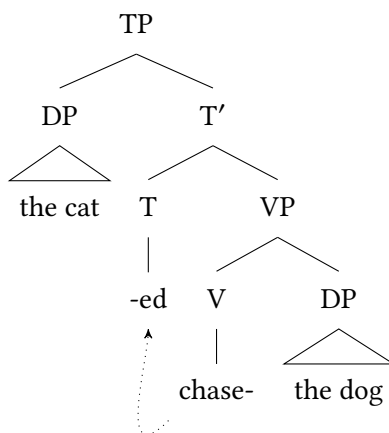 TP
DP T′
the cat T VP
-ed V DP
chase- the dog